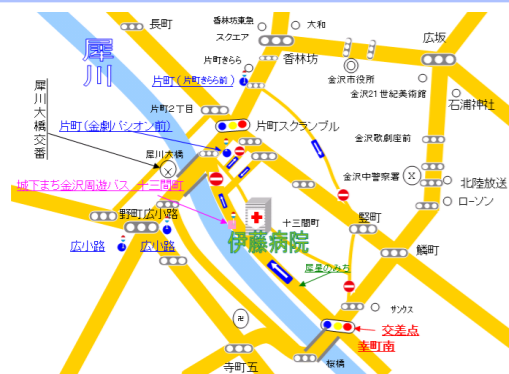 長町
香林坊東急
スクエア
大和
広坂
犀川
片町きらら
香林坊
片町(片町きらら前)
金沢市役所
金沢21世紀美術館
石浦神社
片町2丁目
犀川大橋交番
片町(金劇パシオン前)
片町スクランブル
金沢歌劇座前
犀川大橋
金沢中警察署
城下まち金沢周遊バス 十三間町
北陸放送
ローソン
野町広小路
十三間町
竪町
広小路
広小路
伊藤病院
鱗町
犀星のみち
卍
サンクス
交差点
幸町南
桜橋
寺町五